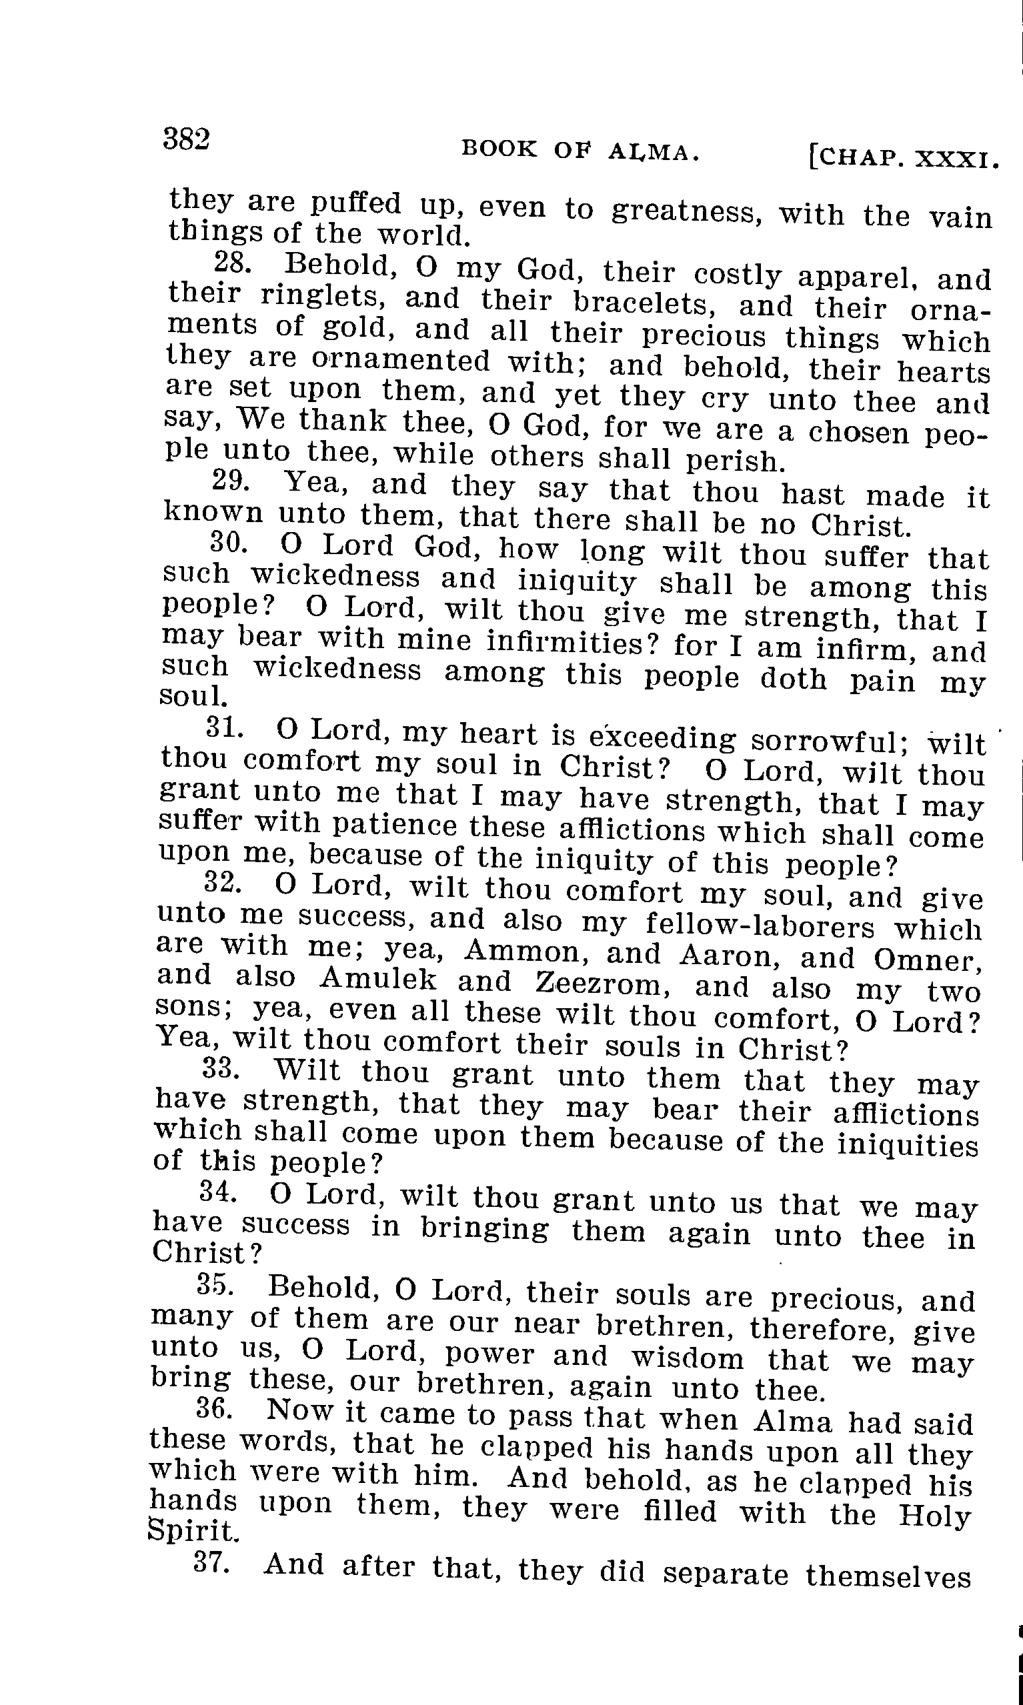 382 BOOK OF ALMA. [CHAP. XXXI.
they are puffed up, even to greatness, with the vain
things of the world.
28. Behold, O my God, their costly apparel, and
their ringlets, and their bracelets, and their orna-
ments of gold, and all their precious things which
they are ornamented with; and behold, their hearts
are set upon them, and yet they cry unto thee and
say, We thank thee, O God, for we are a chosen peo-
ple unto thee, while others shall perish.
29. Yea, and they say that thou hast made it
known unto them, that there shall be no Christ.
30. O Lord God, how long wilt thou suffer that
such wickedness and iniquity shall be among this
people? O Lord, wilt thou give me strength, that I
may bear with mine infirmities? for I am infirm, and
such wickedness among this people doth pain my
soul.
31. O Lord, my heart is exceeding sorrowful; wilt
thou comfort my soul in Christ? O Lord, wilt thou
grant unto me that I may have strength, that I may
suffer with patience these afflictions which shall come
upon me, because of the iniquity of this people?
32. O Lord, wilt thou comfort my soul, and give
unto me success, and also my fellow-laborers which
are with me; yea, Ammon, and Aaron, and Omner,
and also Amulek and Zeezrom, and also my two
sons; yea, even all these wilt thou comfort, O Lord?
Yea, wilt thou comfort their souls in Christ?
33. Wilt thou grant unto them that they may
have strength, that they may bear their afflictions
which shall come upon them because of the iniquities
of this people?
34. O Lord, wilt thou grant unto us that we may
have success in bringing them again unto thee in
Christ?
35. Behold, O Lord, their souls are precious, and
many of them are our near brethren, therefore, give
unto us, O Lord, power and wisdom that we may
bring these, our brethren, again unto thee.
36. Now it came to pass that when Alma had said
these words, that he clapped his hands upon all they
which were with him. And behold, as he clapped his
hands upon them, they were filled with the Holy
Spirit.
37. And after that, they did separate themselves